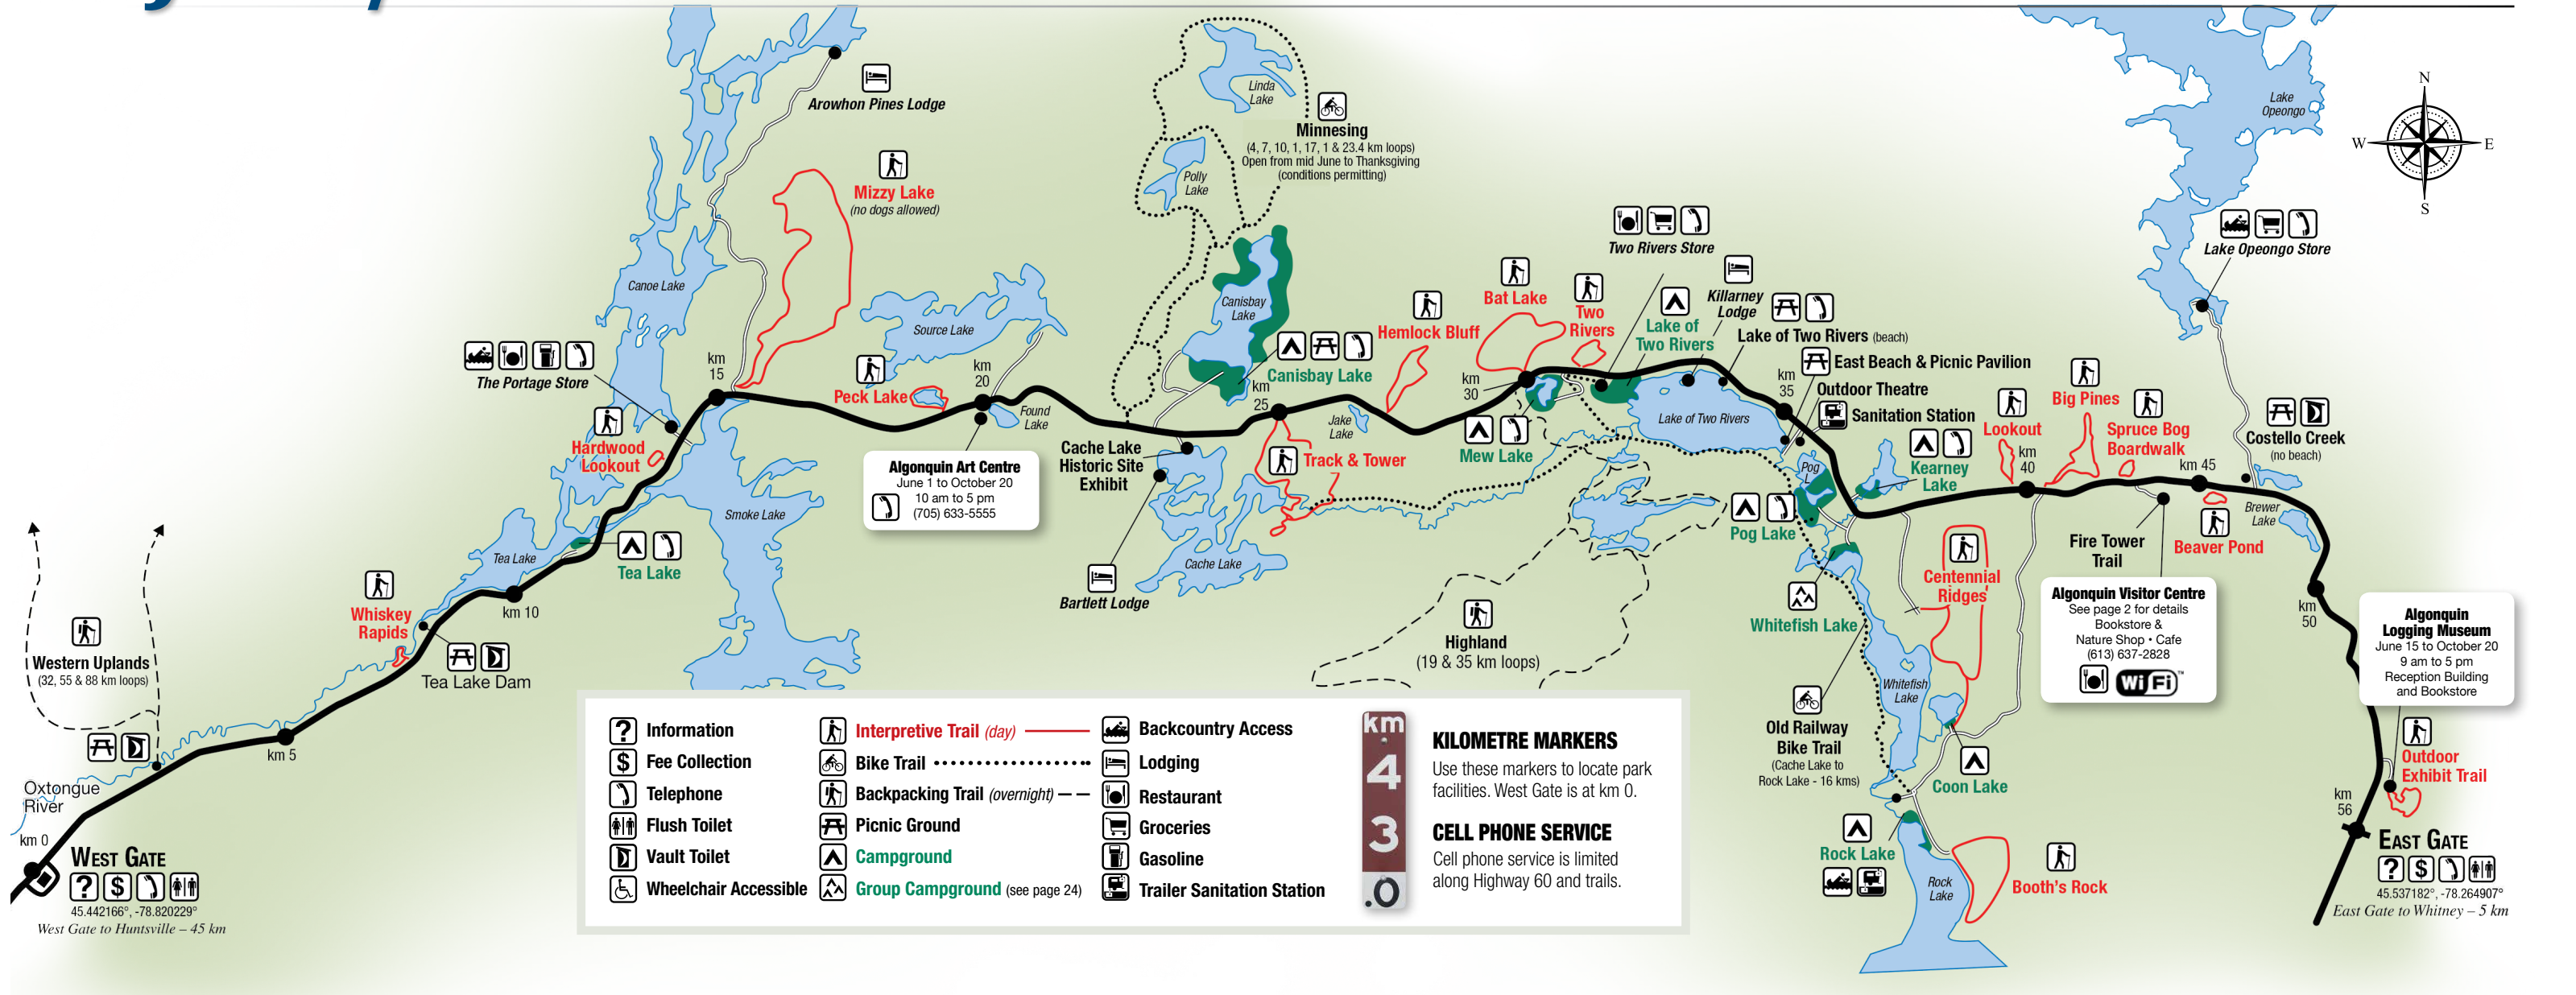 Arowhon Pines Lodge
Mizzy Lake
(no dogs allowed)
Linda
Lake
Minnesing
(4, 7, 10, 1, 17, 1 & 23.4 km loops)
Open from mid June to Thanksgiving
(conditions permitting)
Polly
Lake
Lake
Opeongo
N
W
E
S
Lake Opeongo Store
Canoe Lake
Source Lake
Canisbay
Lake
Canisbay Lake
Two Rivers Store
Bat Lake
Two
Rivers
Hemlock Bluff
Lake of
Two Rivers
Killarney
Lodge
Lake of Two Rivers (beach)
East Beach & Picnic Pavilion
Outdoor Theatre
Sanitation Station
The Portage Store
km
15
Peck Lake
km
20
Found
Lake
km
25
Jake
Lake
km
30
km
35
Lake of Two Rivers
Hardwood
Lookout
Algonquin Art Centre
June 1 to October 20
10 am to 5 pm
(705) 633-5555
Cache Lake
Historic Site
Exhibit
Track & Tower
Mew Lake
Pog
L
Kearney
Lake
Lookout
km
40
Big Pines
Spruce Bog
Boardwalk
km 45
Costello Creek
(no beach)
Brewer
Lake
Beaver Pond
Smoke Lake
Tea Lake
Tea Lake
km 10
Whiskey
Rapids
Tea Lake Dam
Western Uplands
(32, 55 & 88 km loops)
Cache Lake
Bartlett Lodge
Highland
(19 & 35 km loops)
Pog Lake
Whitefish Lake
Centennial
Ridges
Fire Tower
Trail
Algonquin Visitor Centre
See page 2 for details
Bookstore &
Nature Shop • Cafe
(613) 637-2828
Wi Fi™
km
50
Algonquin
Logging Museum
June 15 to October 20
9 am to 5 pm
Reception Building
and Bookstore
Whitefish
Lake
Old Railway
Bike Trail
(Cache Lake to
Rock Lake - 16 kms)
Coon Lake
Outdoor
Exhibit Trail
km
56
km 5
Oxtongue
River
km 0
WEST GATE
? $
45.442166°, -78.820229°
West Gate to Huntsville – 45 km
Rock Lake
Rock
Lake
Booth's Rock
EAST GATE
? $
45.537182°, -78.264907°
East Gate to Whitney – 5 km
? Information
$ Fee Collection
Telephone
Flush Toilet
Vault Toilet
Wheelchair Accessible
Interpretive Trail (day)
Bike Trail
Backpacking Trail (overnight)
Picnic Ground
Campground
Group Campground (see page 24)
Backcountry Access
Lodging
Restaurant
Groceries
Gasoline
Trailer Sanitation Station
km
4
3
.0
KILOMETRE MARKERS
Use these markers to locate park
facilities. West Gate is at km 0.
CELL PHONE SERVICE
Cell phone service is limited
along Highway 60 and trails.